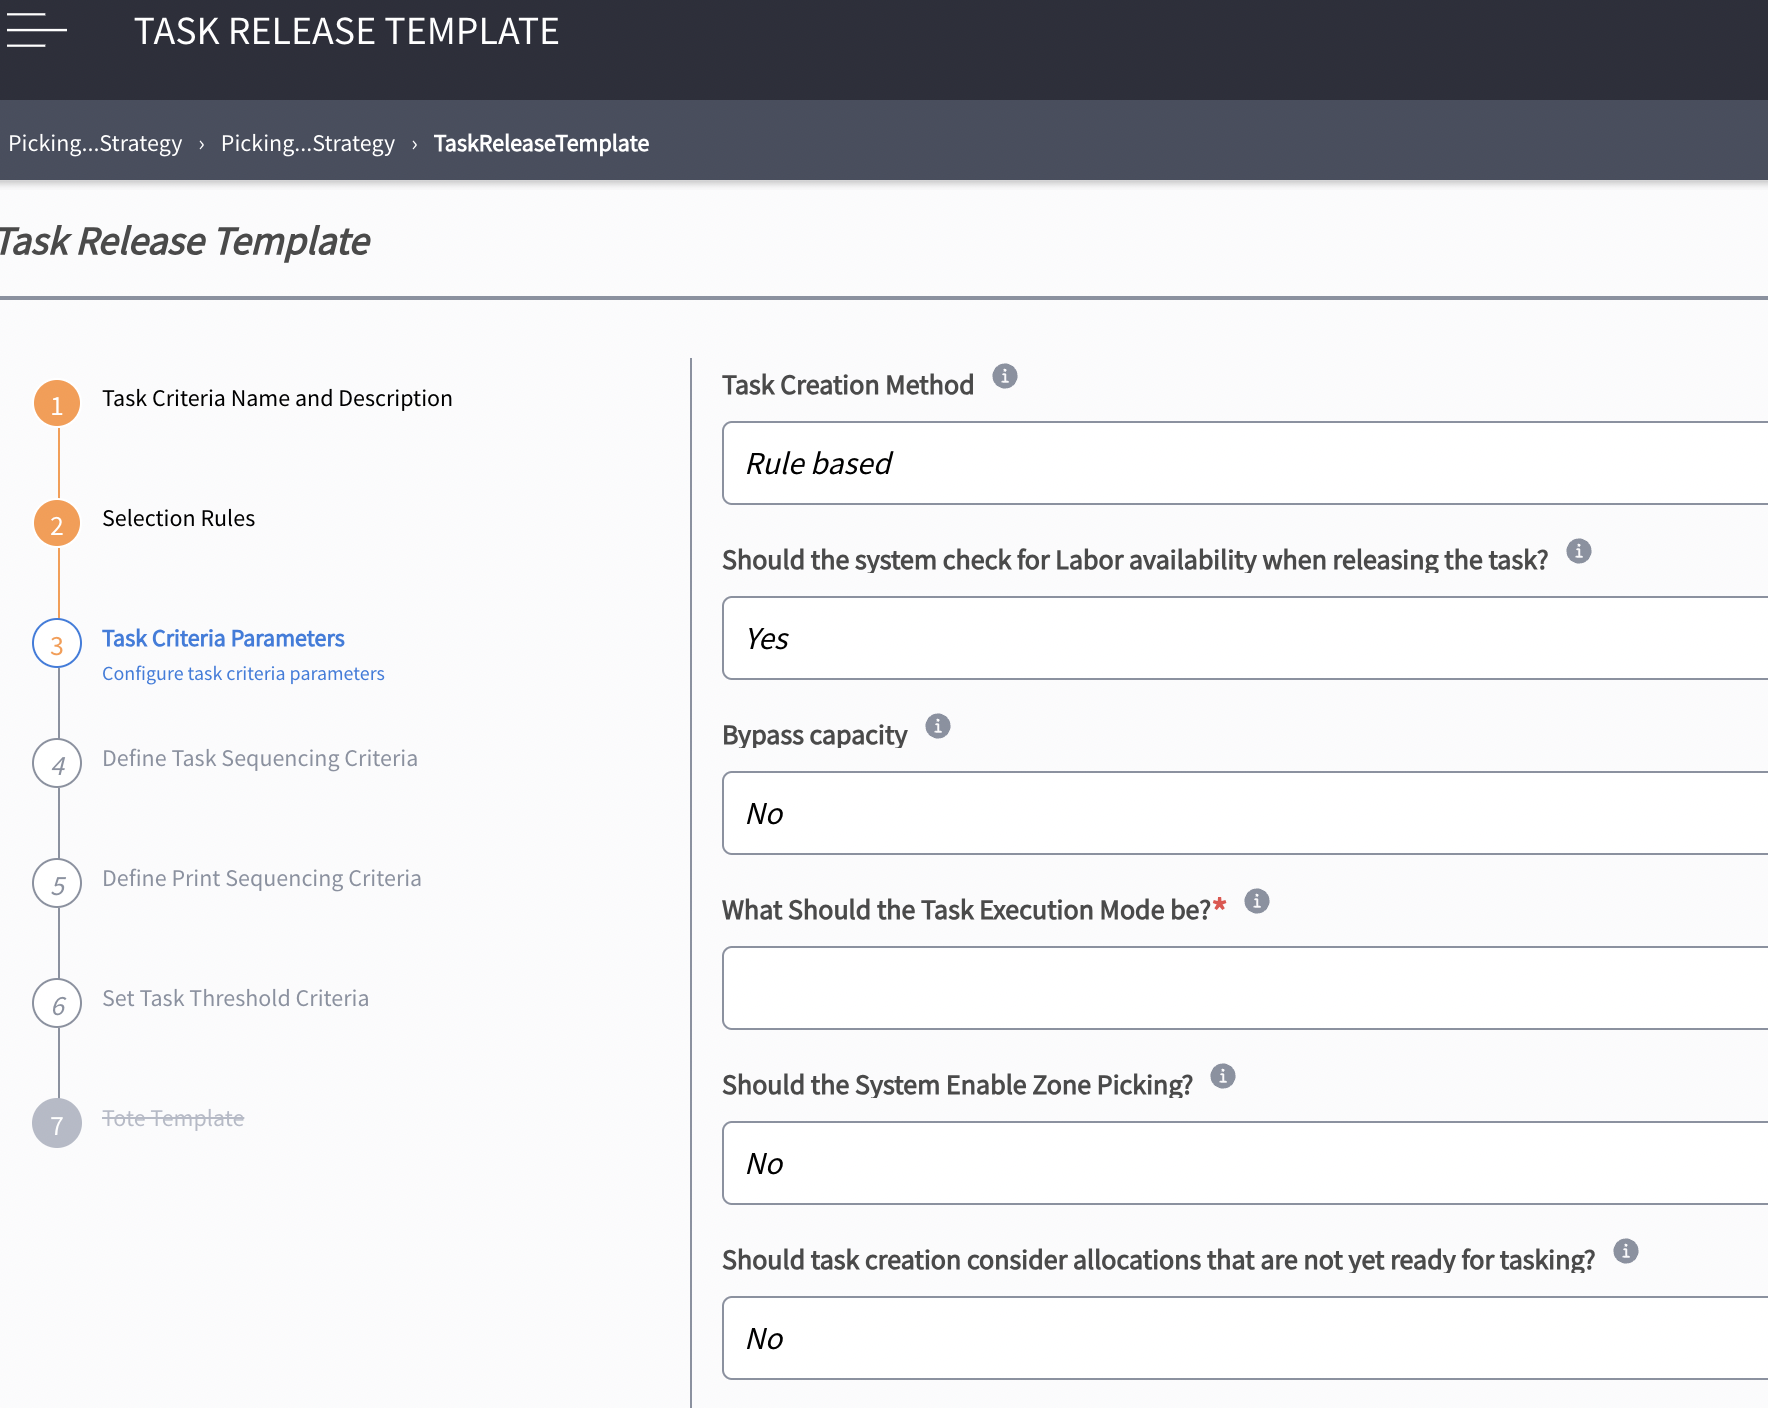 TASK RELEASE TEMPLATE
Picking...Strategy › Picking...Strategy › TaskReleaseTemplate
Task Release Template
1 Task Criteria Name and Description
2 Selection Rules
3 Task Criteria Parameters
Configure task criteria parameters
4 Define Task Sequencing Criteria
5 Define Print Sequencing Criteria
6 Set Task Threshold Criteria
7 Tote Template
Task Creation Method
Rule based
Should the system check for Labor availability when releasing the task?
Yes
Bypass capacity
No
What Should the Task Execution Mode be?*
Should the System Enable Zone Picking?
No
Should task creation consider allocations that are not yet ready for tasking?
No